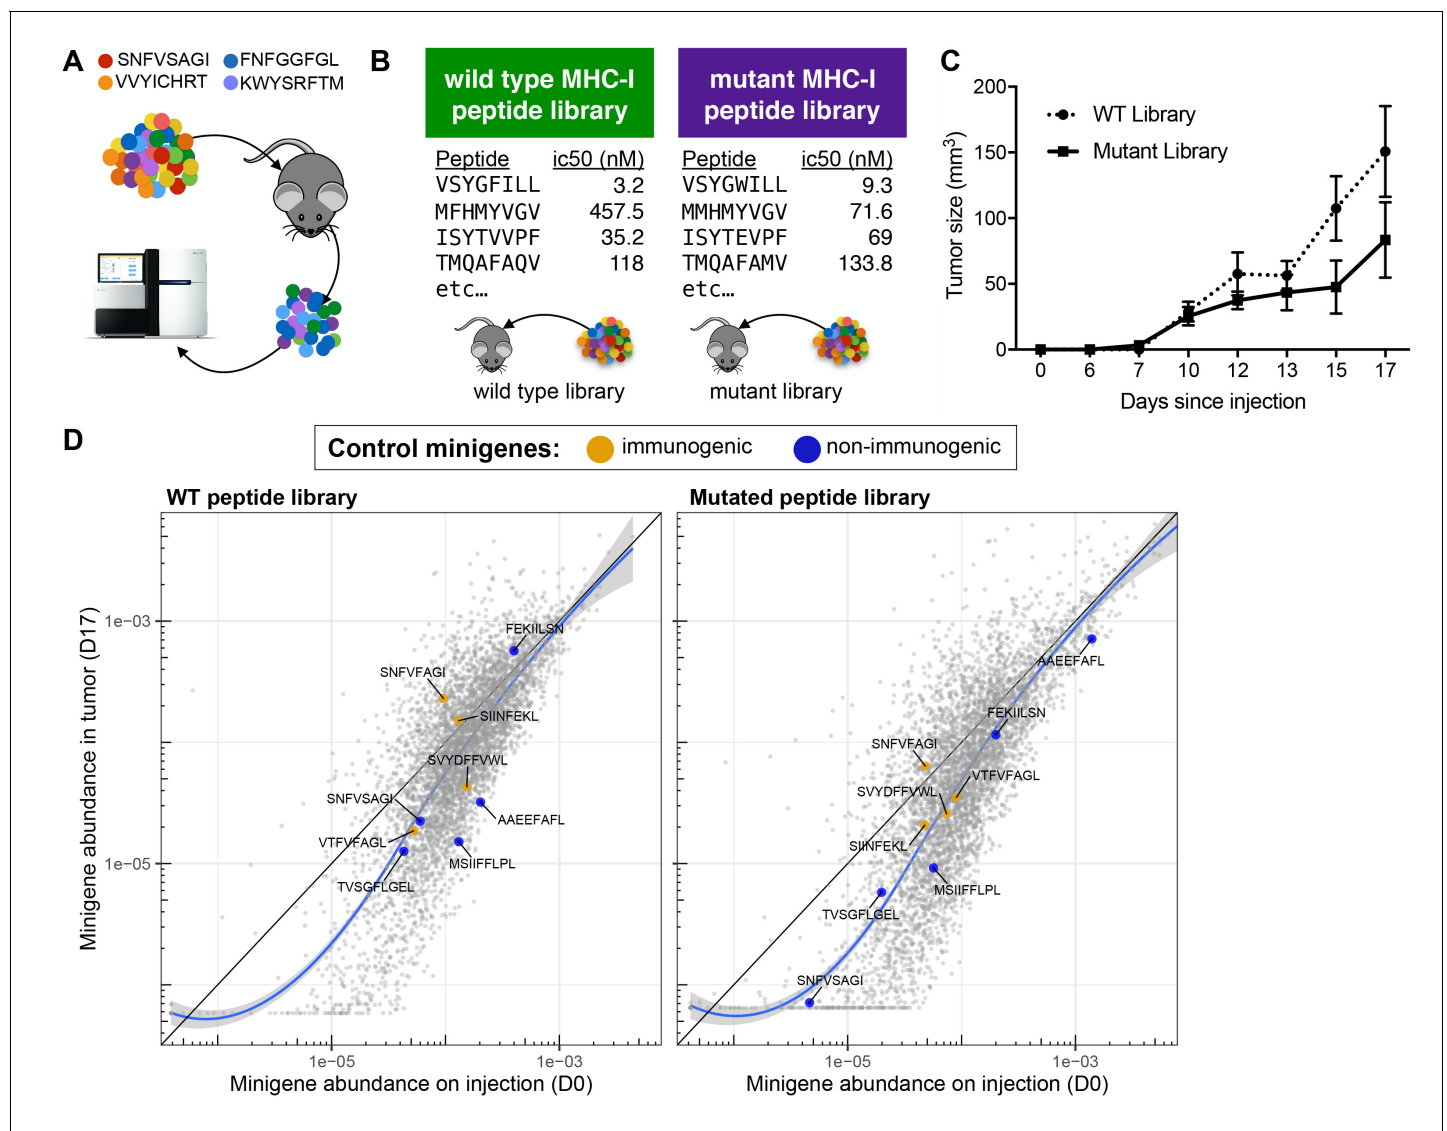 A
SNFVSAGI
FNFGGFGL
VVYICHRT
KWYSRFTM
B
wild type MHC-I
peptide library
Peptide ic50 (nM)
VSYGFILL 3.2
MFHMYVGV 457.5
ISYTVVPF 35.2
TMQAFAQV 118
etc…
wild type library
mutant MHC-I
peptide library
Peptide ic50 (nM)
VSYGWILL 9.3
MMHMYVGV 71.6
ISYTEVPF 69
TMQAFAMV 133.8
etc…
mutant library
C
Tumor size (mm3)
200
150
100
50
0
WT Library
Mutant Library
0 6 7 10 12 13 15 17
Days since injection
D
Control minigenes: immunogenic non-immunogenic
WT peptide library
Minigene abundance in tumor (D17)
1e-03
1e-05
FEKIILSN
SNFVFAGI
SIINFEKL
SVYDFFVWL
SNFVSAGI
AAEEFAFL
VTFVFAGL
MSIIFFLPL
TVSGFLGEL
1e-05 1e-03
Minigene abundance on injection (D0)
Mutated peptide library
AAEEFAFL
FEKIILSN
SNFVFAGI
VTFVFAGL
SVYDFFVWL
SIINFEKL
MSIIFFLPL
TVSGFLGEL
SNFVSAGI
1e-05 1e-03
Minigene abundance on injection (D0)